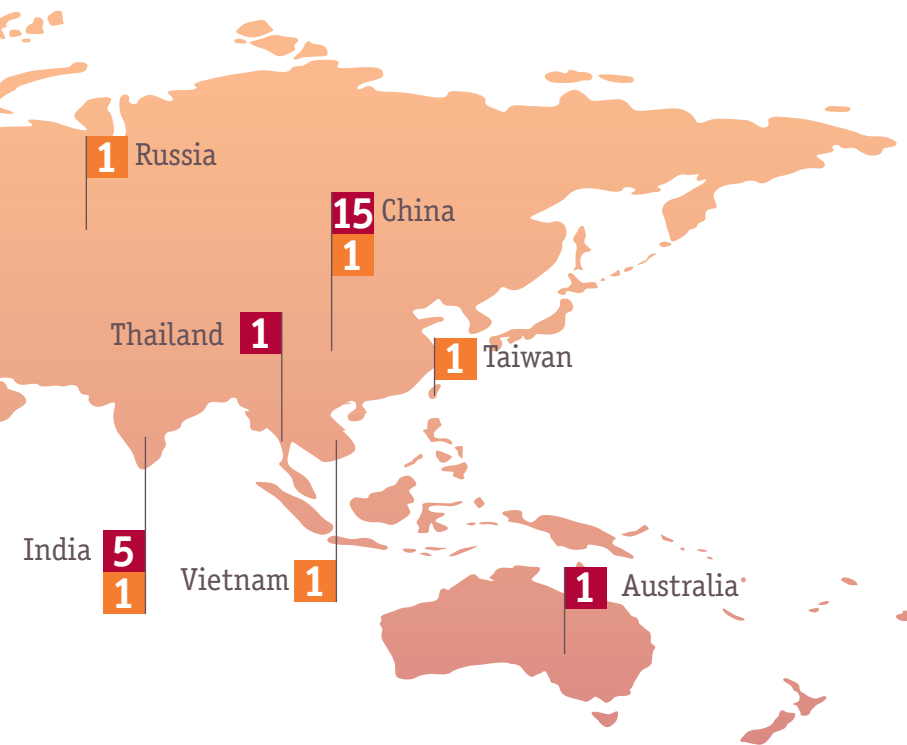 1 Russia
15 China
1
Thailand 1
1 Taiwan
India 5
1
Vietnam 1
1 Australia